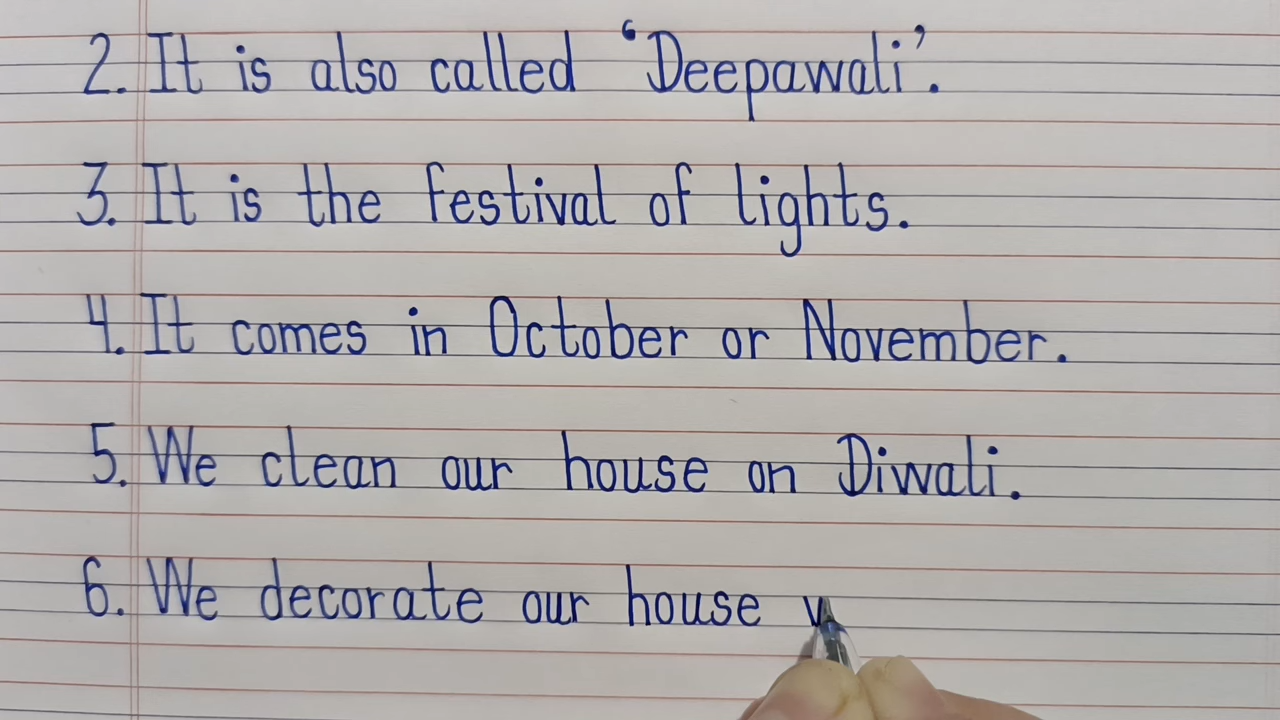 2. It is also called ‘Deepawali’.
3. It is the festival of lights.
4. It comes in October or November.
5. We clean our house on Diwali.
6. We decorate our house